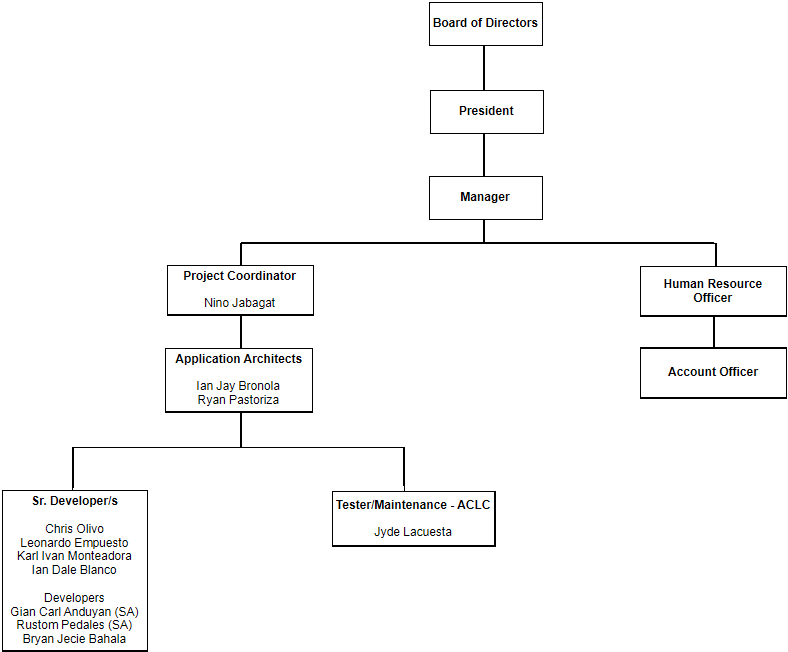 Board of Directors
President
Manager
Project Coordinator
Nino Jabagat
Human Resource
Officer
Application Architects
Ian Jay Bronola
Ryan Pastoriza
Account Officer
Sr. Developer/s
Chris Olivo
Leonardo Empuesto
Karl Ivan Monteadora
Ian Dale Blanco
Developers
Gian Carl Anduyan (SA)
Rustom Pedales (SA)
Bryan Jecie Bahala
Tester/Maintenance - ACLC
Jyde Lacuesta